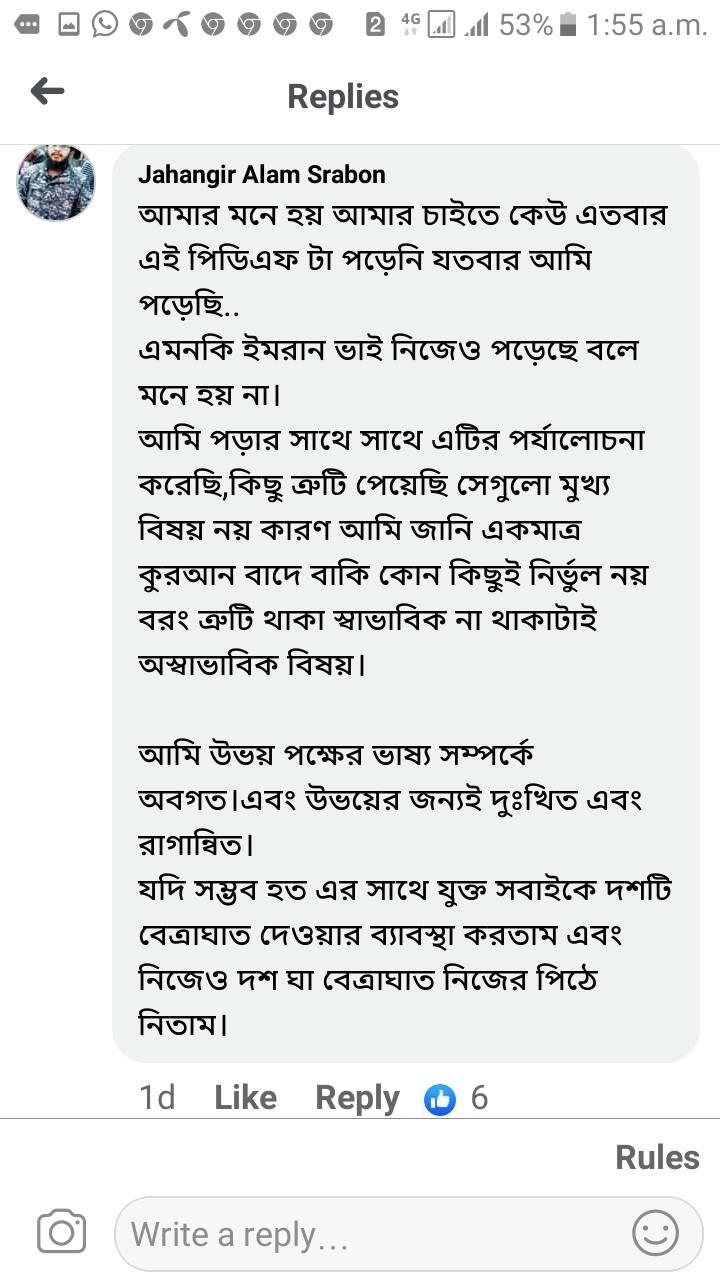 2 4G 53% 1:55 a.m.
Replies
Jahangir Alam Srabon
আমার মনে হয় আমার চাইতে কেউ এতবার
এই পিডিএফ টা পড়েনি যতবার আমি
পড়েছি..
এমনকি ইমরান ভাই নিজেও পড়েছে বলে
মনে হয় না।
আমি পড়ার সাথে সাথে এটির পর্যালোচনা
করেছি,কিছু ত্রুটি পেয়েছি সেগুলো মুখ্য
বিষয় নয় কারণ আমি জানি একমাত্র
কুরআন বাদে বাকি কোন কিছুই নির্ভুল নয়
বরং ত্রুটি থাকা স্বাভাবিক না থাকাটাই
অস্বাভাবিক বিষয়।
আমি উভয় পক্ষের ভাষ্য সম্পর্কে
অবগত।এবং উভয়ের জন্যই দুঃখিত এবং
রাগান্বিত।
যদি সম্ভব হত এর সাথে যুক্ত সবাইকে দশটি
বেত্রাঘাত দেওয়ার ব্যাবস্থা করতাম এবং
নিজেও দশ ঘা বেত্রাঘাত নিজের পিঠে
নিতাম।
1d Like Reply 6
Rules
Write a reply...